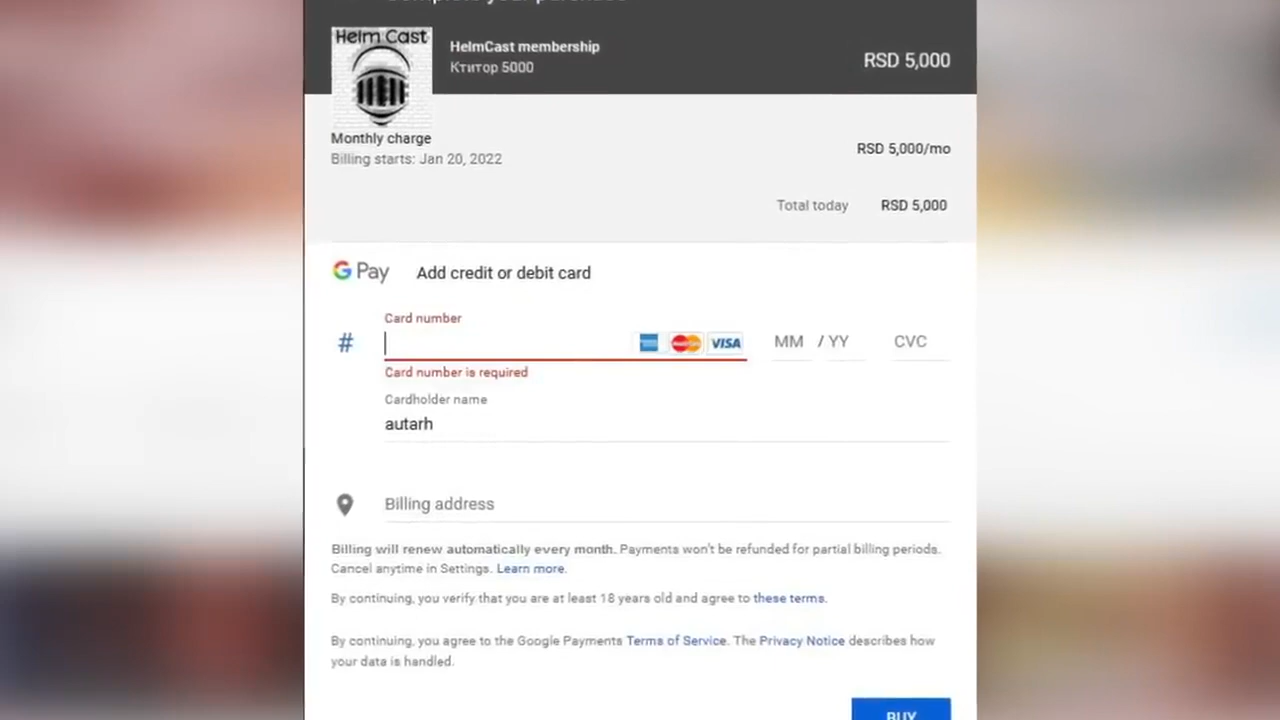 Complete your purchase
Helm Cast
HelmCast membership
Ктитор 5000
RSD 5,000
Monthly charge
Billing starts: Jan 20, 2022
RSD 5,000/mo
Total today RSD 5,000
G Pay Add credit or debit card
Card number
# VISA MM / YY CVC
Card number is required
Cardholder name
autarh
Billing address
Billing will renew automatically every month. Payments won't be refunded for partial billing periods.
Cancel anytime in Settings. Learn more.
By continuing, you verify that you are at least 18 years old and agree to these terms.
By continuing, you agree to the Google Payments Terms of Service. The Privacy Notice describes how
your data is handled.
BUY